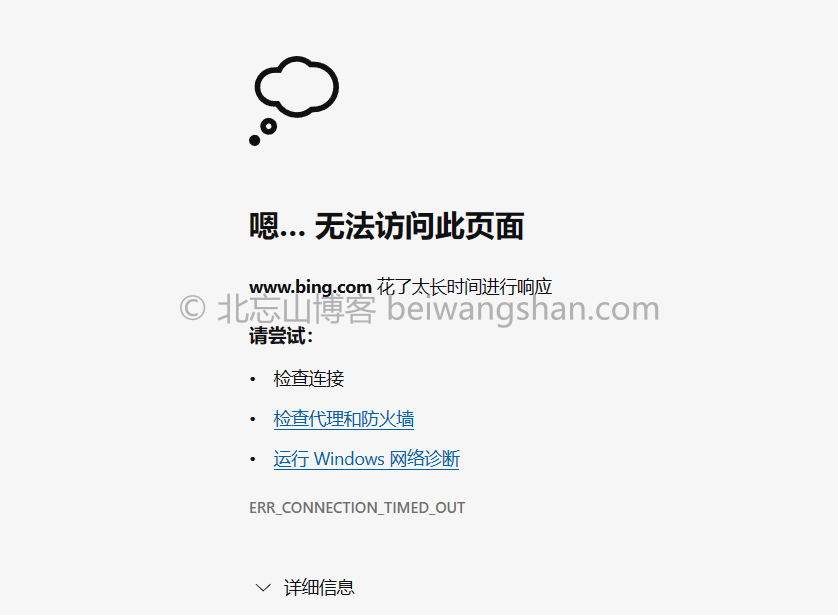 嗯... 无法访问此页面
www.bing.com 花了太长时间进行响应
© 北忘山博客 beiwangshan.com
请尝试：
• 检查连接
• 检查代理和防火墙
• 运行 Windows 网络诊断
ERR_CONNECTION_TIMED_OUT
详细信息